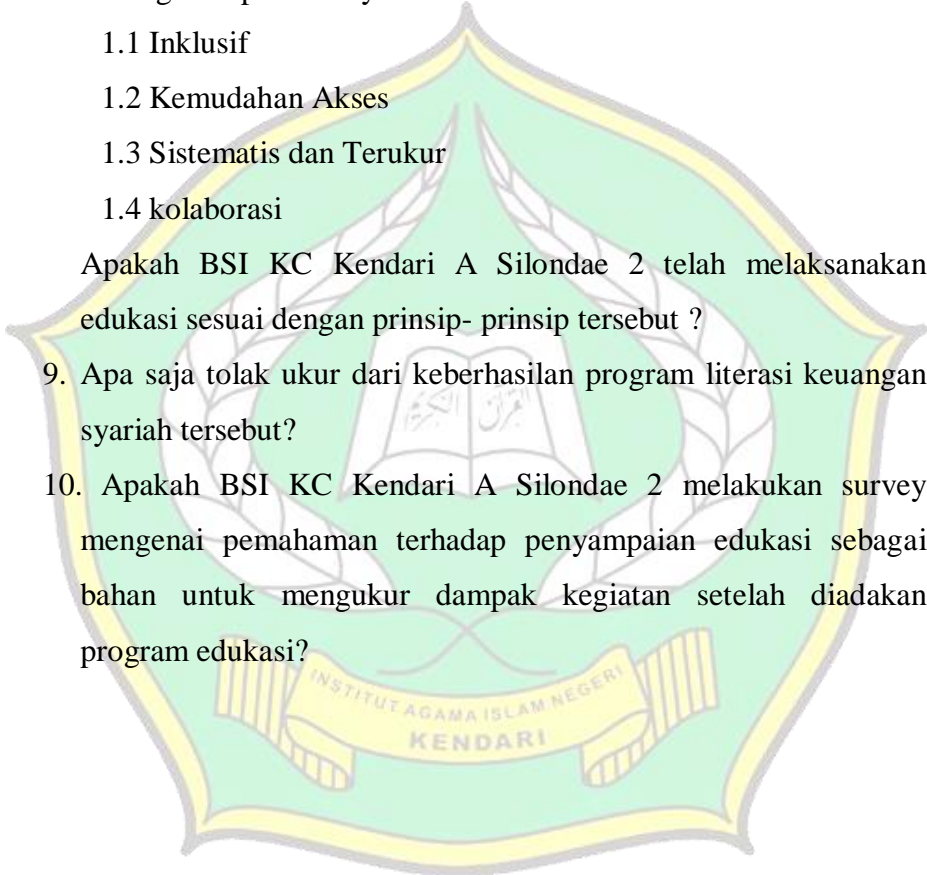 1.1 Inklusif
1.2 Kemudahan Akses
1.3 Sistematis dan Terukur
1.4 kolaborasi
Apakah BSI KC Kendari A Silondae 2 telah melaksanakan
edukasi sesuai dengan prinsip- prinsip tersebut ?
9. Apa saja tolak ukur dari keberhasilan program literasi keuangan
syariah tersebut?
10. Apakah BSI KC Kendari A Silondae 2 melakukan survey
mengenai pemahaman terhadap penyampaian edukasi sebagai
bahan untuk mengukur dampak kegiatan setelah diadakan
program edukasi?
INSTITUT AGAMA ISLAM NEGERI
KENDARI